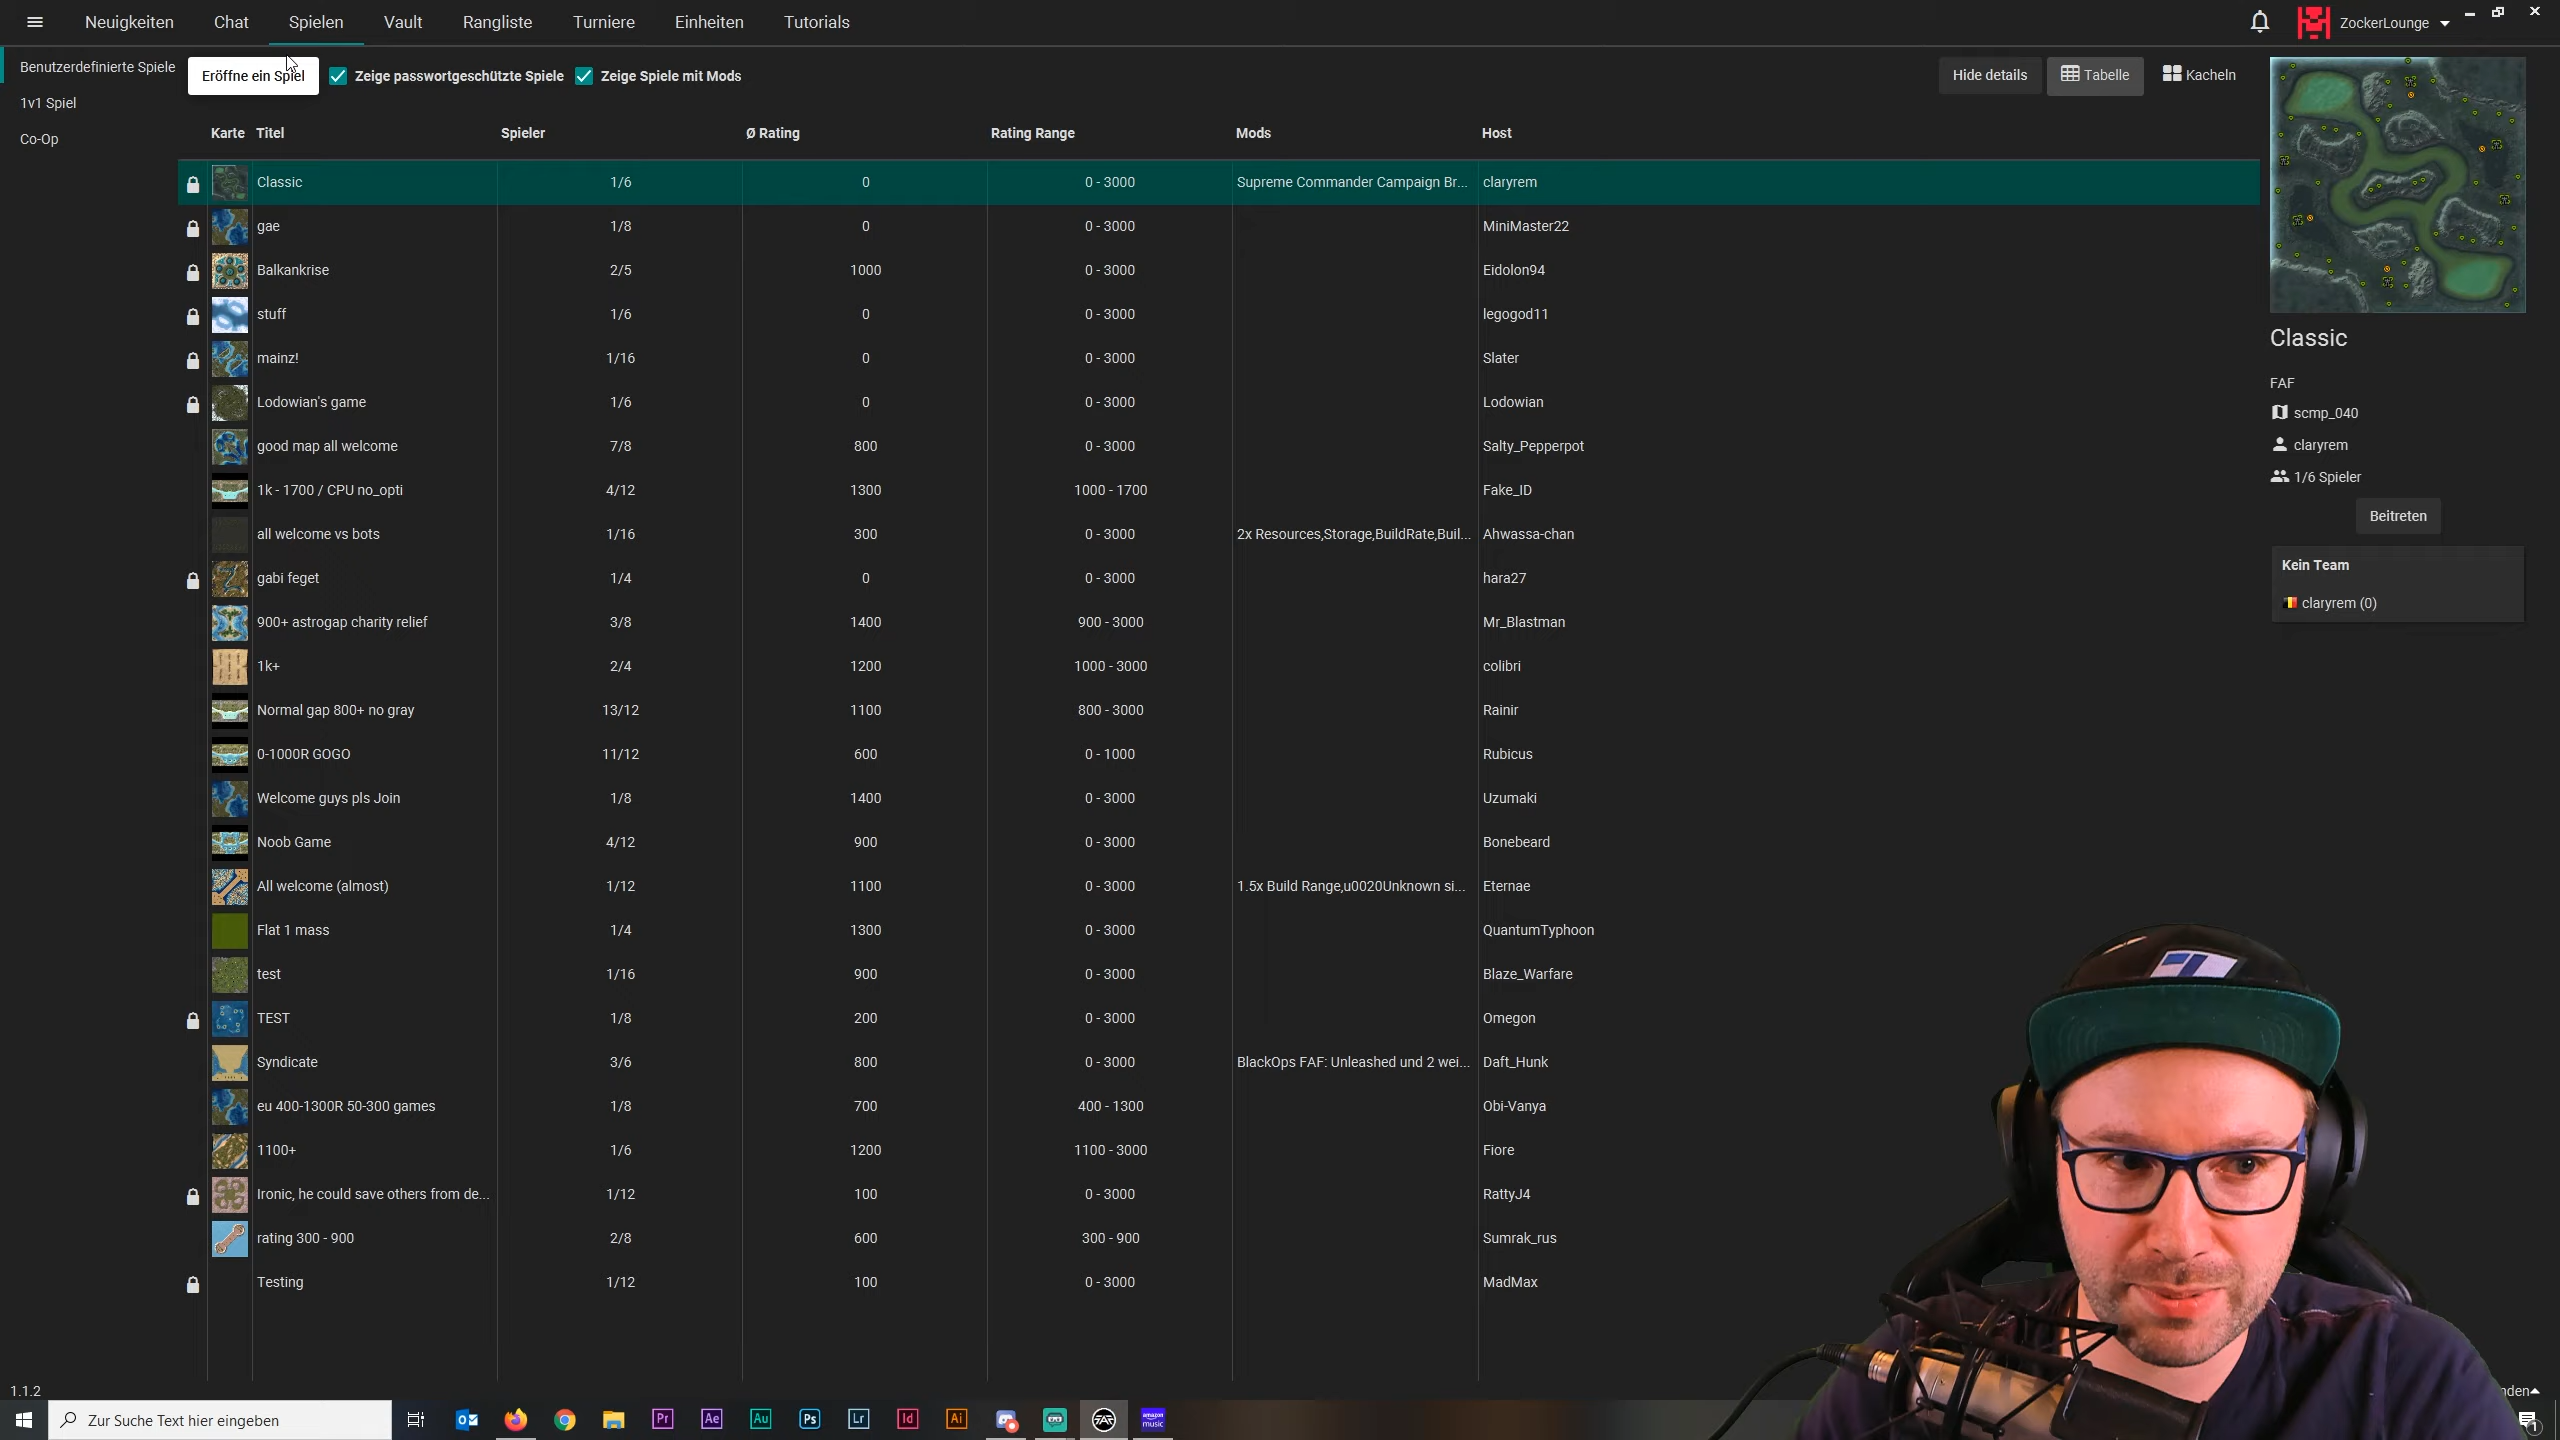 Neuigkeiten Chat Spielen Vault Rangliste Turniere Einheiten Tutorials ZockerLounge
Benutzerdefinierte Spiele Eröffne ein Spiel Zeige passwortgeschützte Spiele Zeige Spiele mit Mods Hide details Tabelle Kacheln
1v1 Spiel
Co-Op
Karte Titel Spieler Ø Rating Rating Range Mods Host
Classic 1/6 0 0 - 3000 Supreme Commander Campaign Br... claryrem
gae 1/8 0 0 - 3000 MiniMaster22
Balkankrise 2/5 1000 0 - 3000 Eidolon94
stuff 1/6 0 0 - 3000 legogod11
mainz! 1/16 0 0 - 3000 Slater
Lodowian's game 1/6 0 0 - 3000 Lodowian
good map all welcome 7/8 800 0 - 3000 Salty_Pepperpot
1k - 1700 / CPU no_opti 4/12 1300 1000 - 1700 Fake_ID
all welcome vs bots 1/16 300 0 - 3000 2x Resources,Storage,BuildRate,Buil... Ahwassa-chan
gabi feget 1/4 0 0 - 3000 hara27
900+ astrogap charity relief 3/8 1400 900 - 3000 Mr_Blastman
1k+ 2/4 1200 1000 - 3000 colibri
Normal gap 800+ no gray 13/12 1100 800 - 3000 Rainir
0-1000R GOGO 11/12 600 0 - 1000 Rubicus
Welcome guys pls Join 1/8 1400 0 - 3000 Uzumaki
Noob Game 4/12 900 0 - 3000 Bonebeard
All welcome (almost) 1/12 1100 0 - 3000 1.5x Build Range,u0020Unknown si... Eternae
Flat 1 mass 1/4 1300 0 - 3000 QuantumTyphoon
test 1/16 900 0 - 3000 Blaze_Warfare
TEST 1/8 200 0 - 3000 Omegon
Syndicate 3/6 800 0 - 3000 BlackOps FAF: Unleashed und 2 wei... Daft_Hunk
eu 400-1300R 50-300 games 1/8 700 400 - 1300 Obi-Vanya
1100+ 1/6 1200 1100 - 3000 Fiore
Ironic, he could save others from de... 1/12 100 0 - 3000 RattyJ4
rating 300 - 900 2/8 600 300 - 900 Sumrak_rus
Testing 1/12 100 0 - 3000 MadMax
Classic
FAF
scmp_040
claryrem
1/6 Spieler
Beitreten
Kein Team
claryrem (0)
1.1.2
nden
Zur Suche Text hier eingeben
Pr Ae Au Ps Lr Id Ai FAF amazon music
1